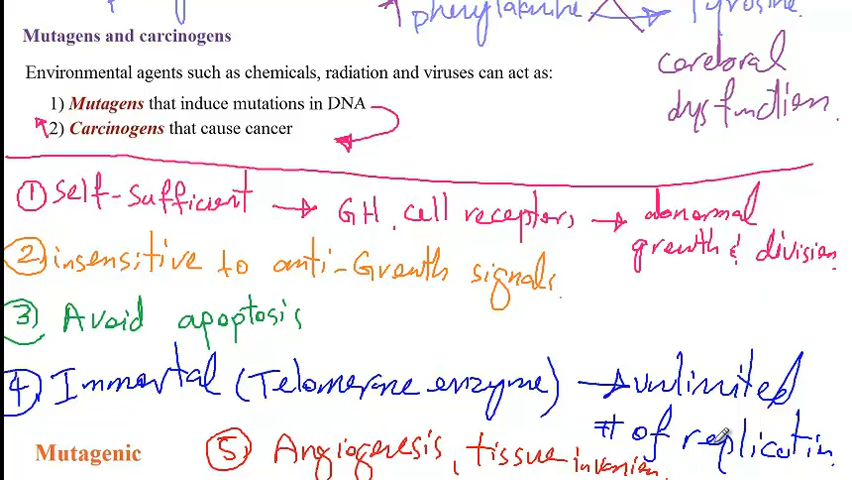 phenylalanine → Tyrosine.
Mutagens and carcinogens
Environmental agents such as chemicals, radiation and viruses can act as:
cerebral
dysfunction.
1) Mutagens that induce mutations in DNA
2) Carcinogens that cause cancer
① Self-sufficient → GH, cell receptors → abnormal
growth & division.
② insensitive to anti-Growth signals.
③ Avoid apoptosis
④ Immortal (Telomerane enzyme) → unlimited
# of replication.
Mutagenic
⑤ Angiogenesis, tissue invasion.